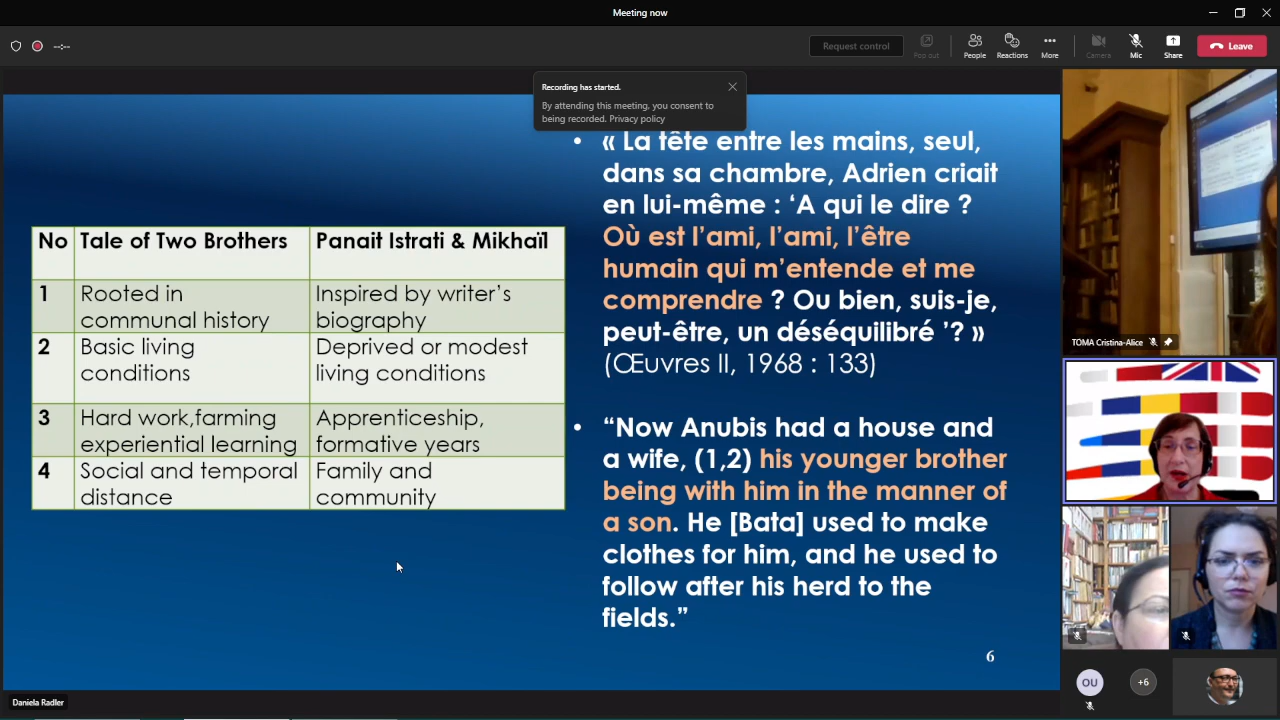 Meeting now
Request control
Pop out
People
Reactions
More
Camera
Mic
Share
Leave
Recording has started.
By attending this meeting, you consent to
being recorded. Privacy policy
No Tale of Two Brothers Panait Istrati & Mikhaïl
1 Rooted in communal history Inspired by writer’s biography
2 Basic living conditions Deprived or modest living conditions
3 Hard work,farming experiential learning Apprenticeship, formative years
4 Social and temporal distance Family and community
• « La tête entre les mains, seul,
dans sa chambre, Adrien criait
en lui-même : ‘A qui le dire ?
Où est l’ami, l’ami, l’être
humain qui m’entende et me
comprendre ? Ou bien, suis-je,
peut-être, un déséquilibré ’? »
(Œuvres II, 1968 : 133)
• “Now Anubis had a house and
a wife, (1,2) his younger brother
being with him in the manner of
a son. He [Bata] used to make
clothes for him, and he used to
follow after his herd to the
fields.”
6
TOMA Cristina-Alice
OU
+6
Daniela Radler